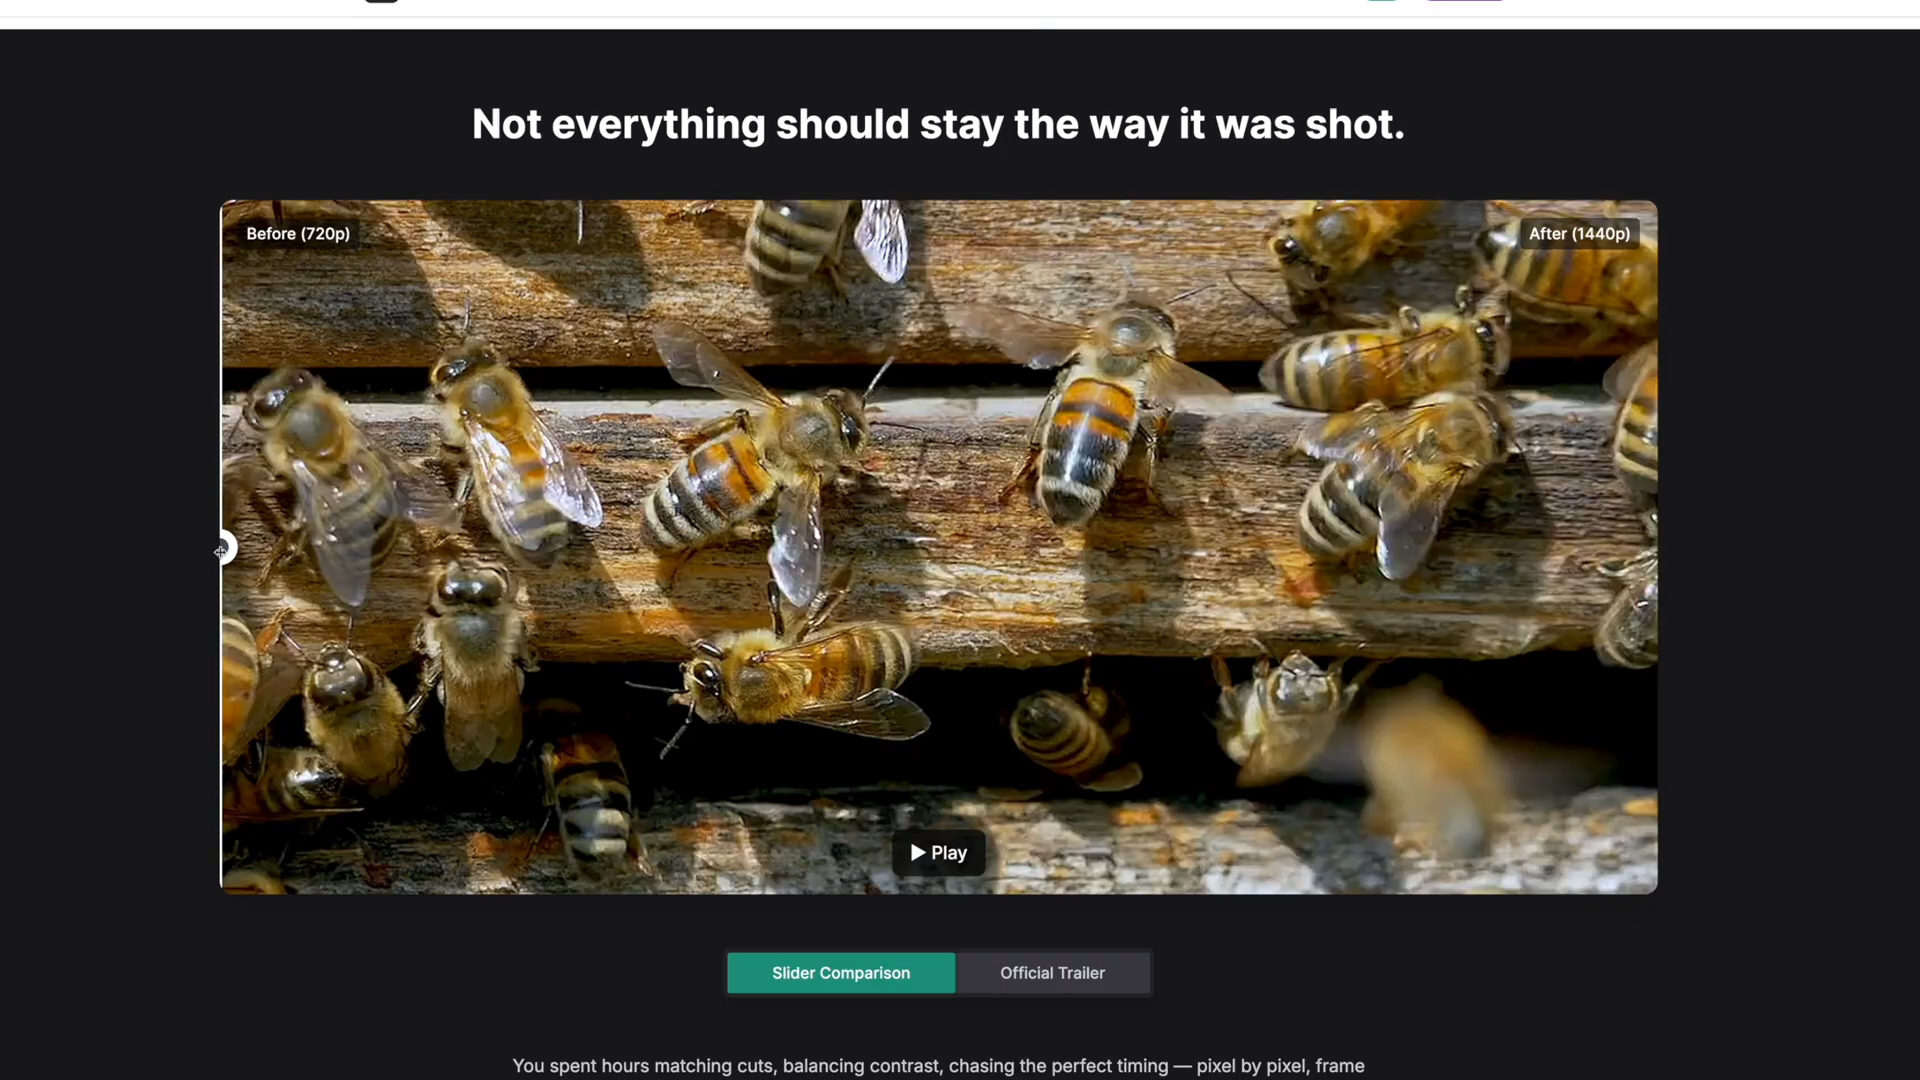 Not everything should stay the way it was shot.
Before (720p)
After (1440p)
Play
Slider Comparison
Official Trailer
You spent hours matching cuts, balancing contrast, chasing the perfect timing — pixel by pixel, frame